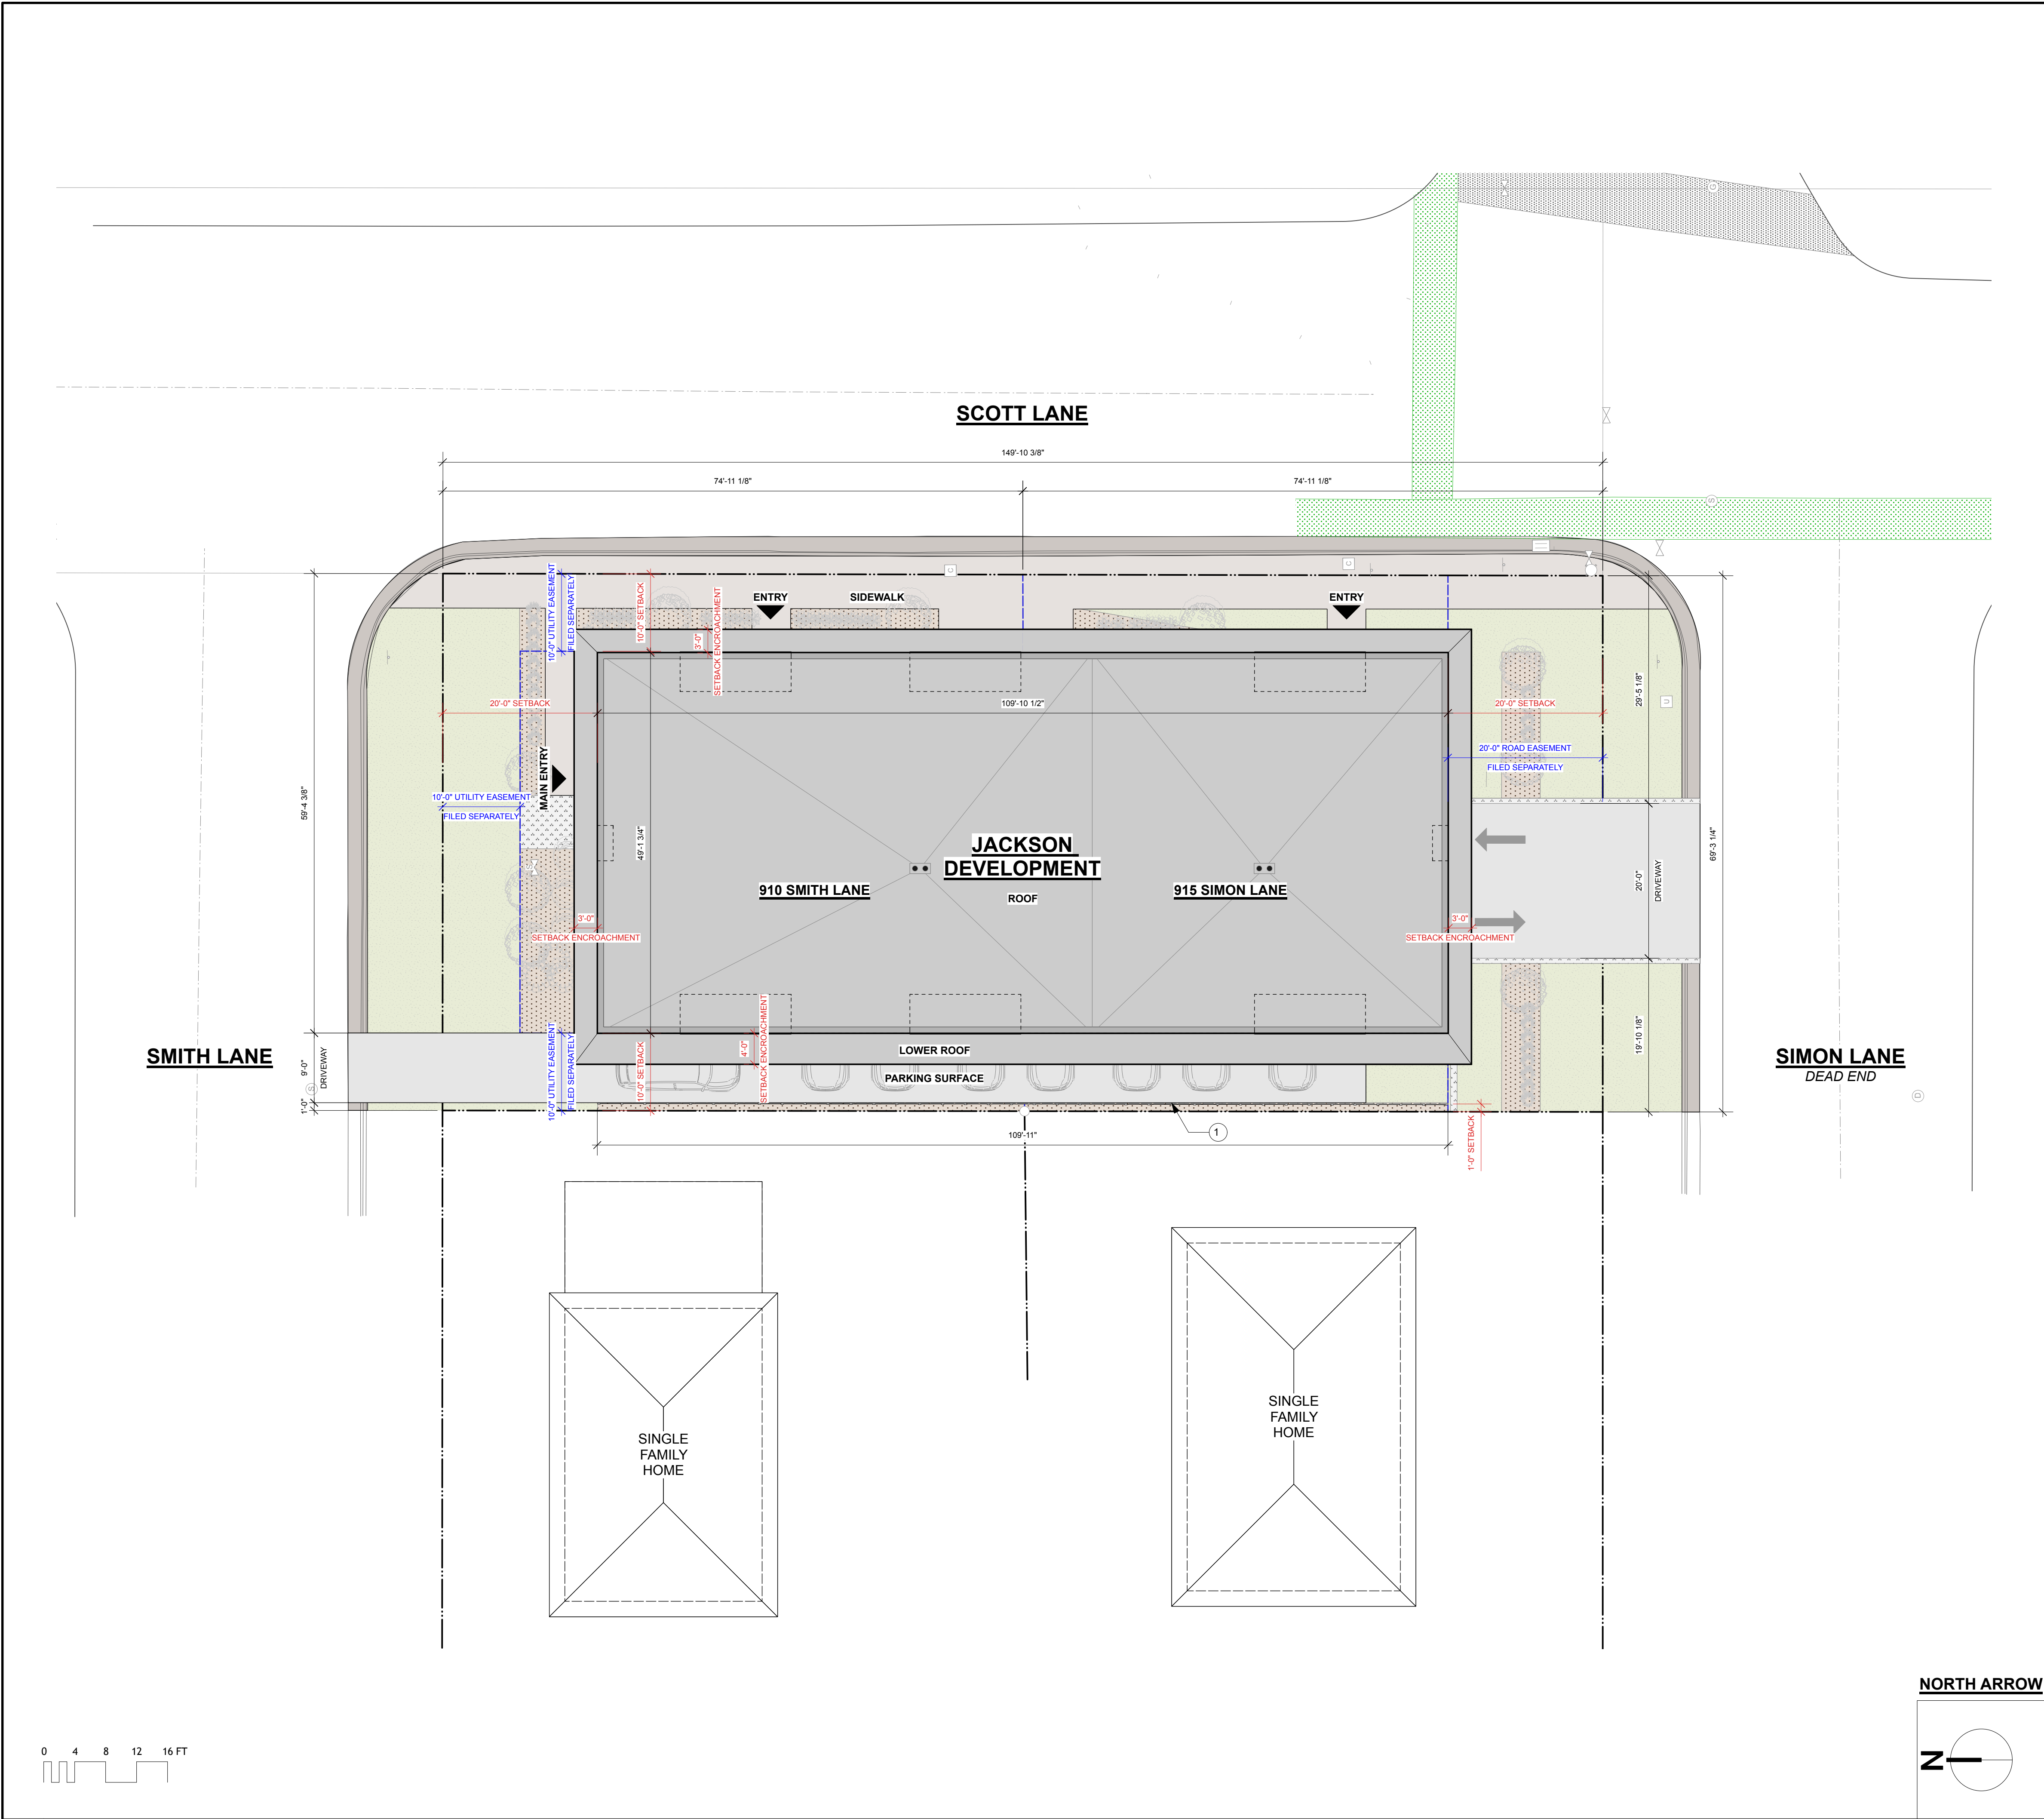 SCOTT LANE
149'-10 3/8"
74'-11 1/8"
74'-11 1/8"
G
S
C
C
U
S
D
10'-0" UTILITY EASEMENT
FILED SEPARATELY
10'-0" SETBACK
3'-0"
SETBACK ENCROACHMENT
ENTRY
SIDEWALK
ENTRY
20'-0" SETBACK
109'-10 1/2"
20'-0" SETBACK
29'-5 1/8"
20'-0" ROAD EASEMENT
FILED SEPARATELY
MAIN ENTRY
10'-0" UTILITY EASEMENT
FILED SEPARATELY
59'-4 3/8"
49'-1 3/4"
69'-3 1/4"
JACKSON
DEVELOPMENT
910 SMITH LANE
ROOF
915 SIMON LANE
20'-0"
DRIVEWAY
3'-0"
SETBACK ENCROACHMENT
3'-0"
SETBACK ENCROACHMENT
SMITH LANE
9'-0"
DRIVEWAY
1'-0"
10'-0" UTILITY EASEMENT
FILED SEPARATELY
10'-0" SETBACK
4'-0"
SETBACK ENCROACHMENT
LOWER ROOF
PARKING SURFACE
19'-10 1/8"
SIMON LANE
DEAD END
1
109'-11"
1'-0" SETBACK
SINGLE
FAMILY
HOME
SINGLE
FAMILY
HOME
NORTH ARROW
N
0 4 8 12 16 FT